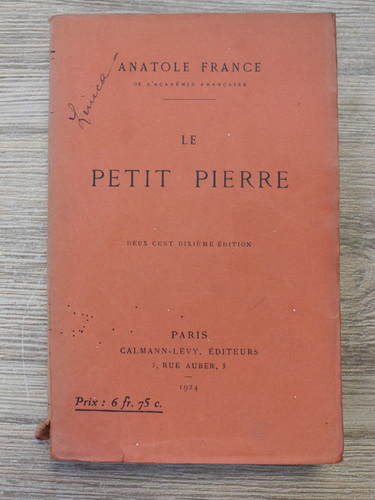 ANATOLE FRANCE
DE L'ACADÉMIE FRANÇAISE
LE
PETIT PIERRE
DEUX CENT DIXIÈME ÉDITION
PARIS
CALMANN-LÉVY, ÉDITEURS
3, RUE AUBER, 3
1924
Prix : 6 fr. 75 c.